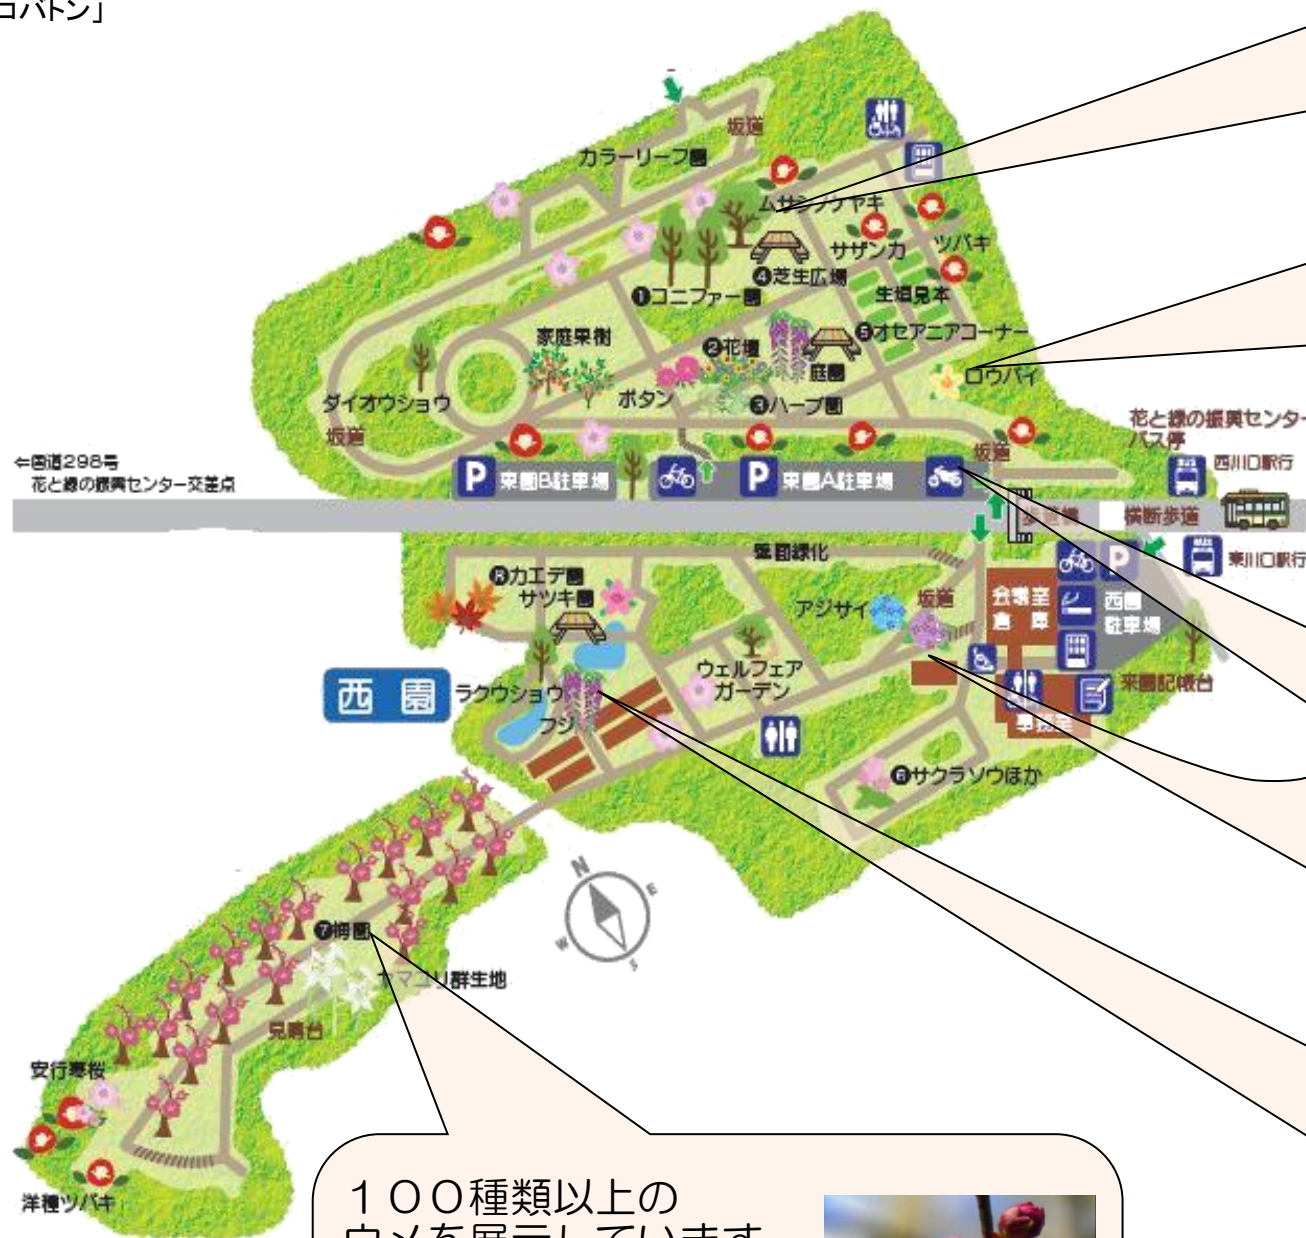 コバトン」
坂道
カラーリーフ園
ムサシノケヤキ
サザンカ
ツバキ
❹芝生広場
❶コニファー園
生垣見本
家庭果樹
❷花壇
❺オセアニアコーナー
庭園
ロウバイ
ダイオウショウ
ボタン
❸ハーブ園
坂道
花と緑の振興センター
バス停
坂道
⇐国道298号
花と緑の振興センター交差点
西川口駅行
P
東園B駐車場
P
東園A駐車場
歩道橋
横断歩道
東川口駅行
壁面緑化
P
❽カエデ園
サツキ園
アジサイ
坂道
会議室
倉庫
西園
駐車場
西園
ラクウショウ
ウェルフェア
ガーデン
来園記帳台
フジ
事務室
❻サクラソウほか
N
E
W
S
❼梅園
ヤマユリ群生地
見晴台
安行寒桜
洋種ツバキ
100種類以上の
ウメを展示しています